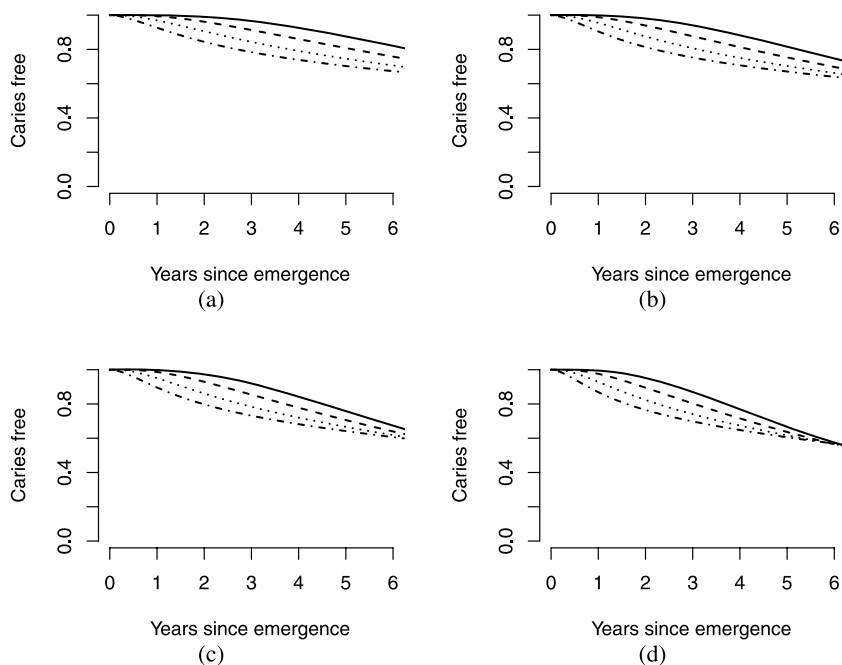 Caries free
0.0 0.4 0.8
0 1 2 3 4 5 6
Years since emergence
(a)
Caries free
0.0 0.4 0.8
0 1 2 3 4 5 6
Years since emergence
(b)
Caries free
0.0 0.4 0.8
0 1 2 3 4 5 6
Years since emergence
(c)
Caries free
0.0 0.4 0.8
0 1 2 3 4 5 6
Years since emergence
(d)